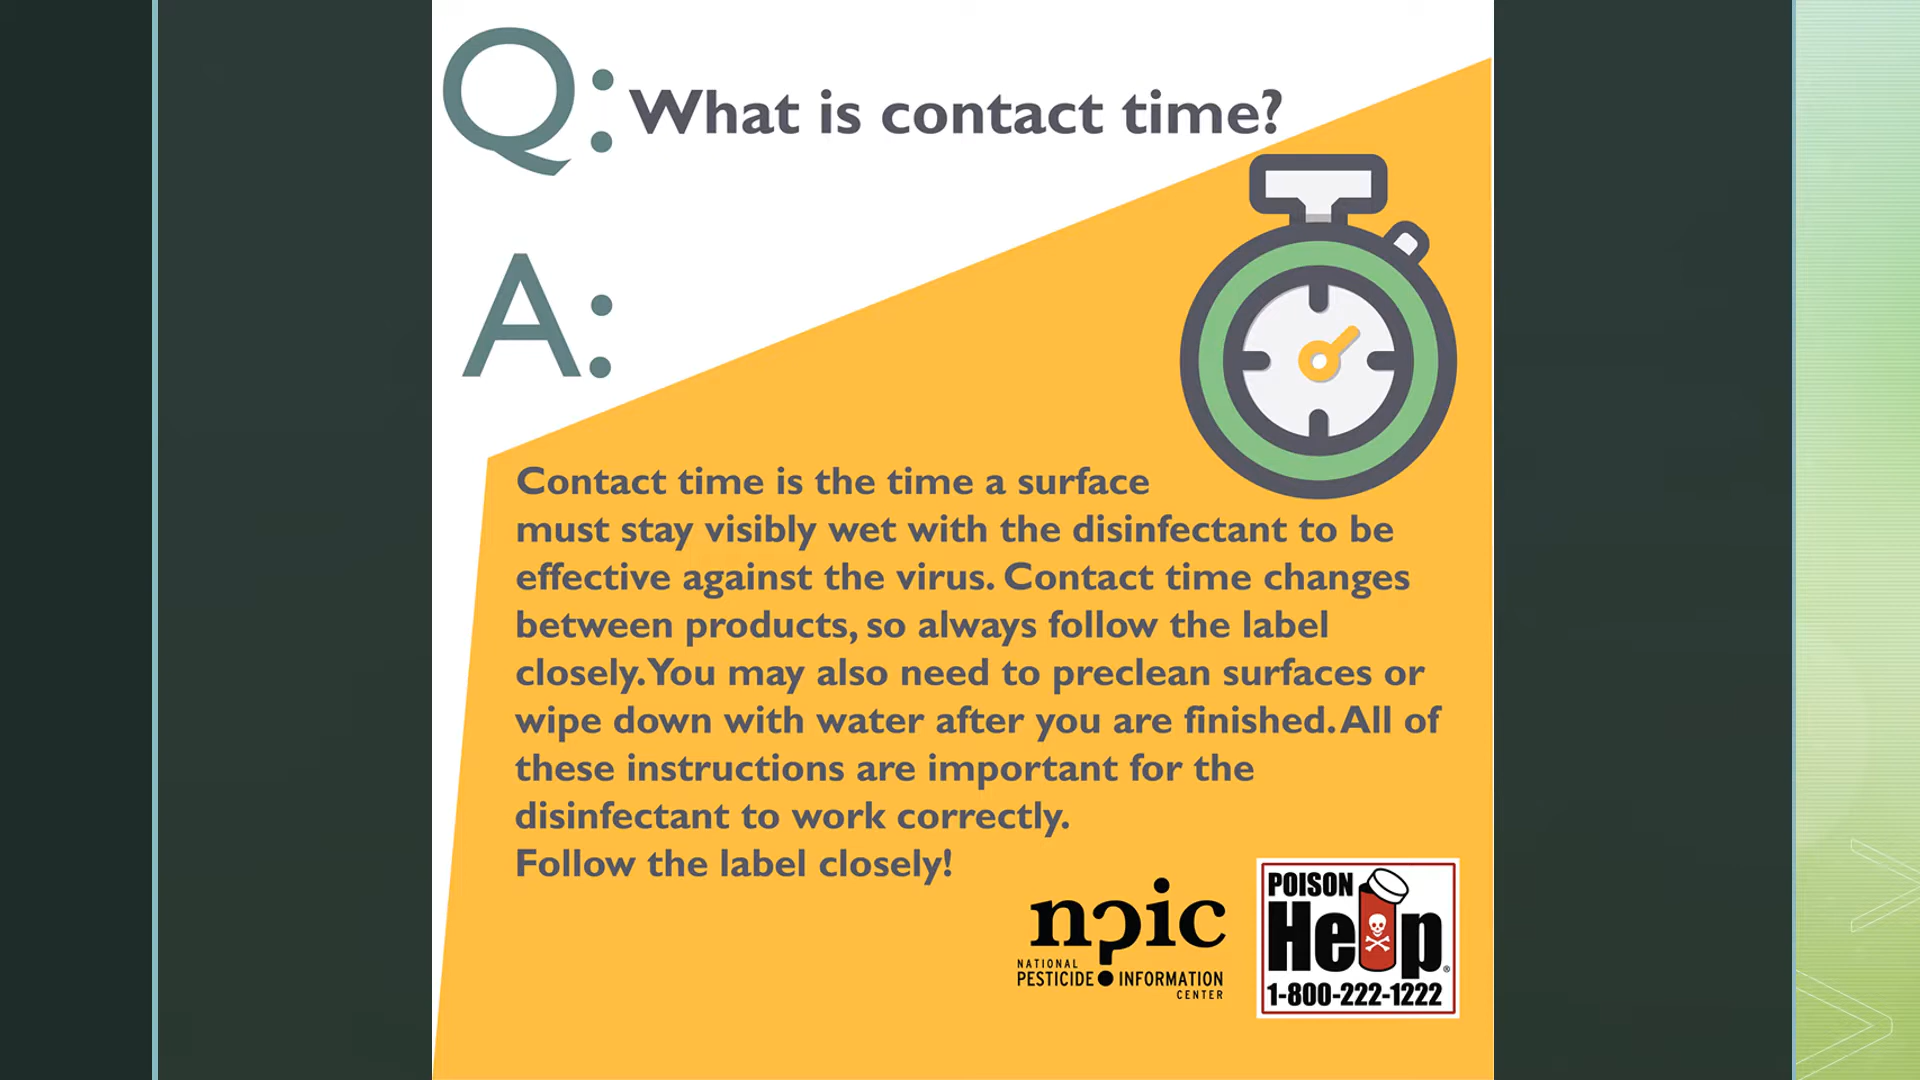 Q: What is contact time?
A:
Contact time is the time a surface
must stay visibly wet with the disinfectant to be
effective against the virus. Contact time changes
between products, so always follow the label
closely. You may also need to preclean surfaces or
wipe down with water after you are finished. All of
these instructions are important for the
disinfectant to work correctly.
Follow the label closely!
npic
NATIONAL
PESTICIDE INFORMATION
CENTER
POISON
Help®
1-800-222-1222